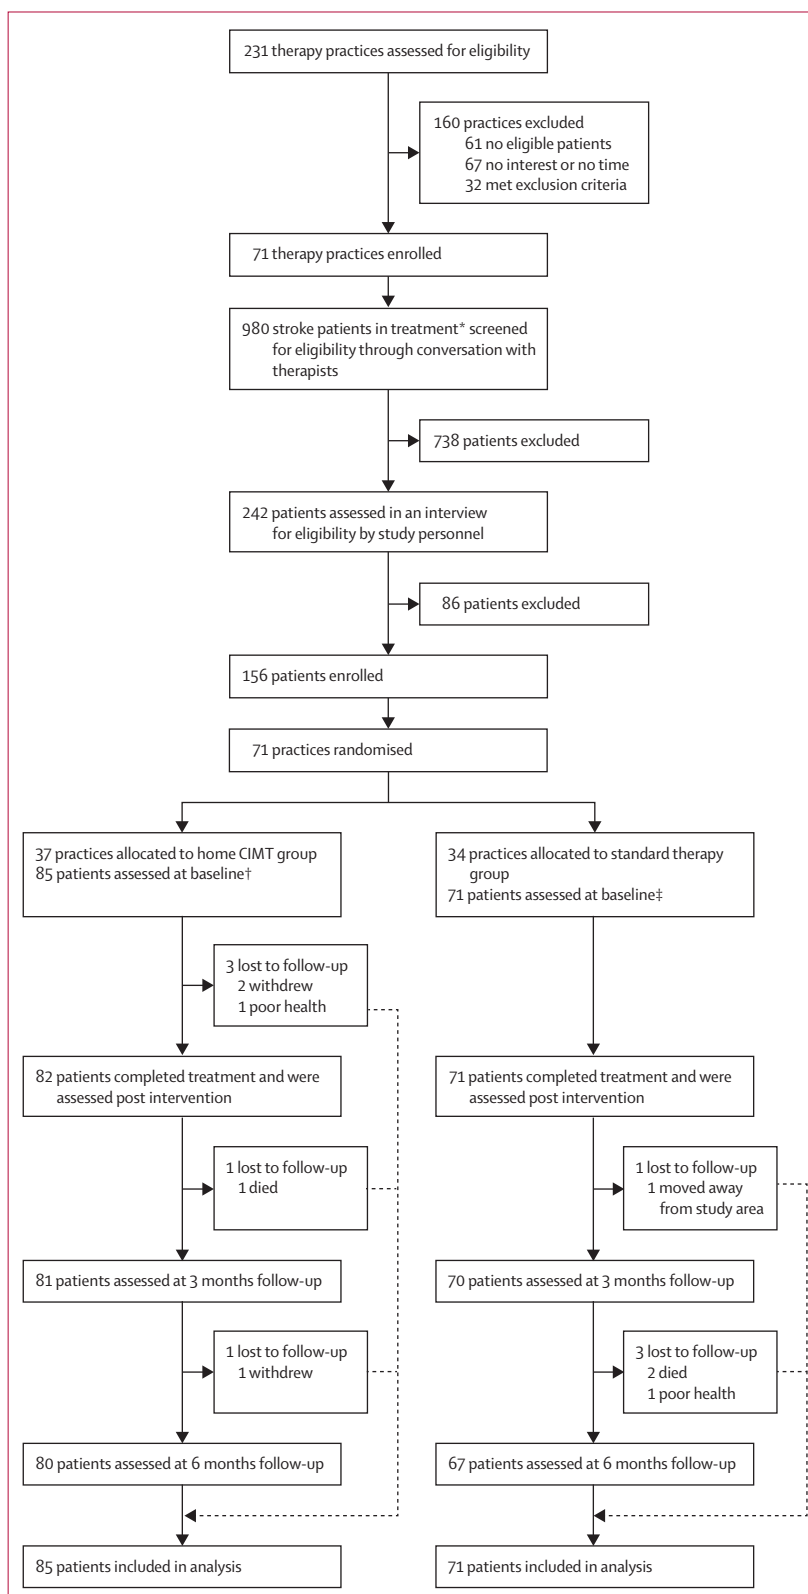 231 therapy practices assessed for eligibility
160 practices excluded
61 no eligible patients
67 no interest or no time
32 met exclusion criteria
71 therapy practices enrolled
980 stroke patients in treatment* screened
for eligibility through conversation with
therapists
738 patients excluded
242 patients assessed in an interview
for eligibility by study personnel
86 patients excluded
156 patients enrolled
71 practices randomised
37 practices allocated to home CIMT group
85 patients assessed at baseline†
34 practices allocated to standard therapy
group
71 patients assessed at baseline‡
3 lost to follow-up
2 withdrew
1 poor health
82 patients completed treatment and were
assessed post intervention
71 patients completed treatment and were
assessed post intervention
1 lost to follow-up
1 died
1 lost to follow-up
1 moved away
from study area
81 patients assessed at 3 months follow-up
70 patients assessed at 3 months follow-up
1 lost to follow-up
1 withdrew
3 lost to follow-up
2 died
1 poor health
80 patients assessed at 6 months follow-up
67 patients assessed at 6 months follow-up
85 patients included in analysis
71 patients included in analysis